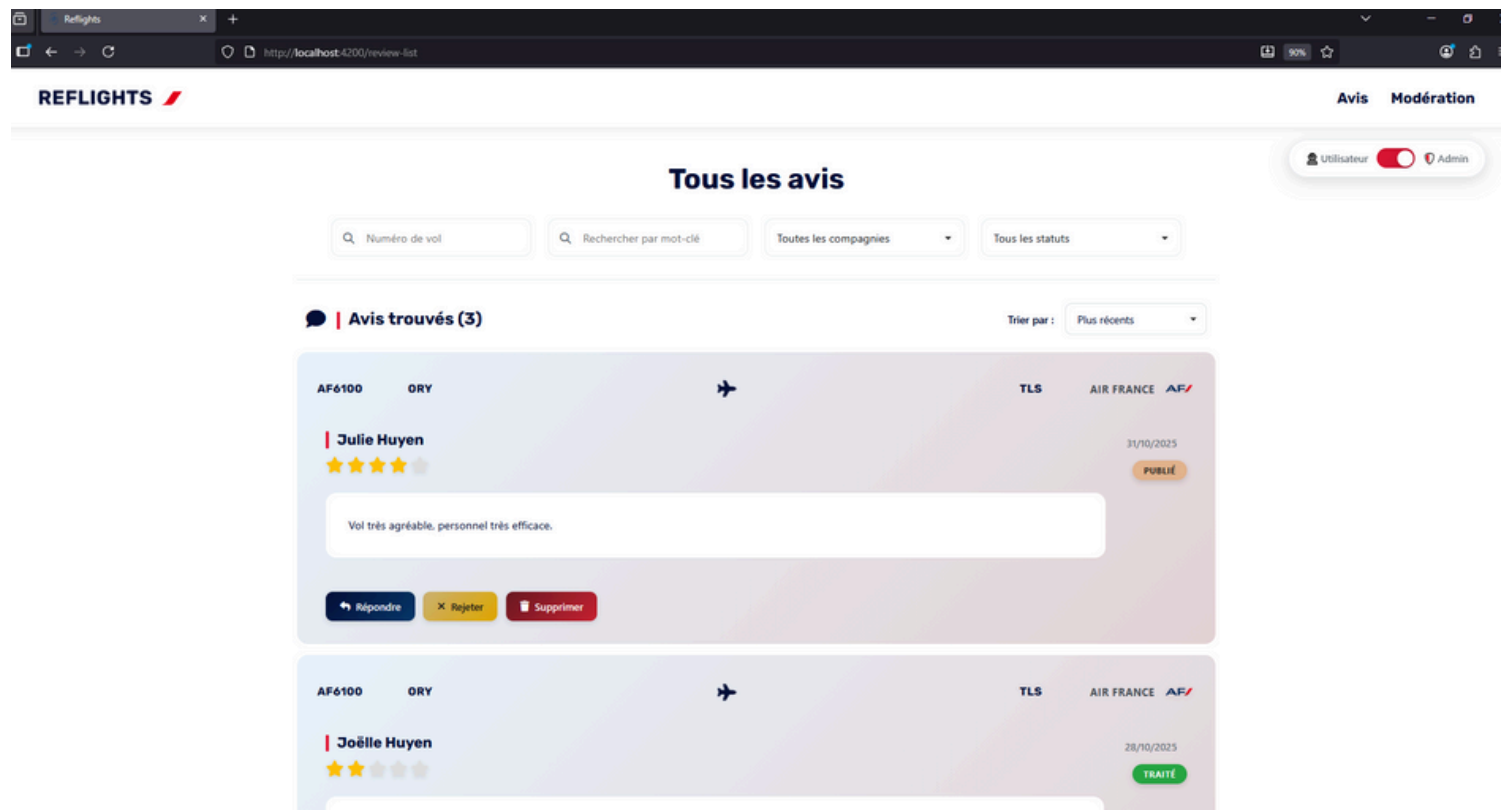 Reflights
http://localhost:4200/review-list
90%
REFLIGHTS
Avis Modération
Utilisateur Admin
Tous les avis
Numéro de vol Rechercher par mot-clé Toutes les compagnies Tous les statuts
Avis trouvés (3) Trier par : Plus récents
AF6100 ORY TLS AIR FRANCE AF
Julie Huyen 31/10/2025
PUBLIÉ
Vol très agréable, personnel très efficace.
Répondre Rejeter Supprimer
AF6100 ORY TLS AIR FRANCE AF
Joëlle Huyen 28/10/2025
TRAITÉ